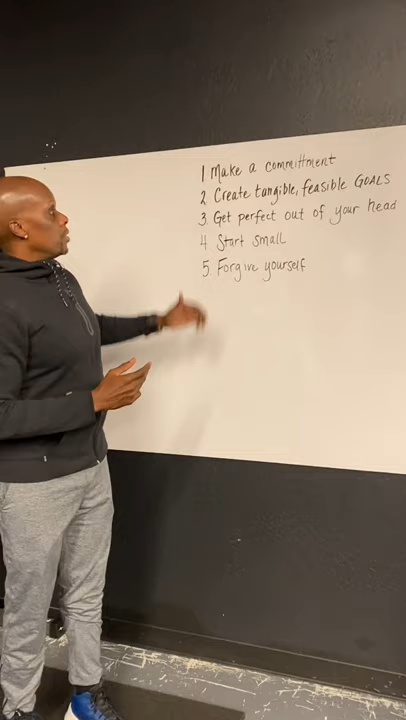 1 Make a commitment
2 Create tangible, feasible GOALS
3. Get perfect out of your head
4 Start small
5. Forgive yourself